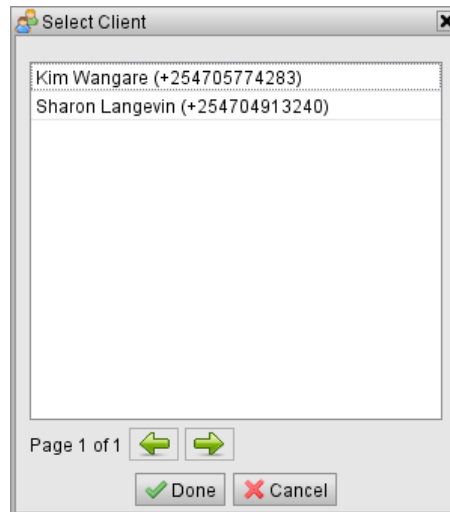 Select Client
Kim Wangare (+254705774283)
Sharon Langevin (+254704913240)
Page 1 of 1
Done Cancel